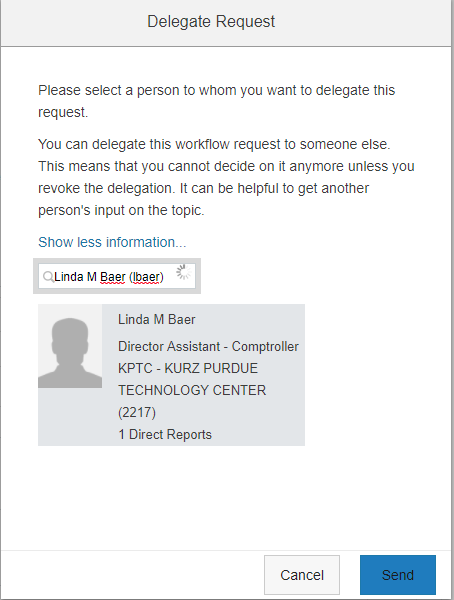 Delegate Request
Please select a person to whom you want to delegate this
request.
You can delegate this workflow request to someone else.
This means that you cannot decide on it anymore unless you
revoke the delegation. It can be helpful to get another
person's input on the topic.
Show less information...
Linda M Baer (lbaer)
Linda M Baer
Director Assistant - Comptroller
KPTC - KURZ PURDUE
TECHNOLOGY CENTER
(2217)
1 Direct Reports
Cancel
Send